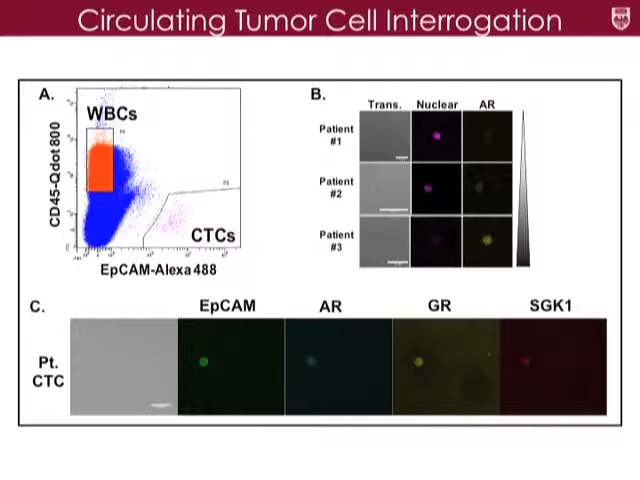 Circulating Tumor Cell Interrogation
A.
WBCs
CD45-Qdot 800
CTCs
EpCAM-Alexa 488
B.
Trans. Nuclear AR
Patient
#1
Patient
#2
Patient
#3
C.
EpCAM AR GR SGK1
Pt.
CTC